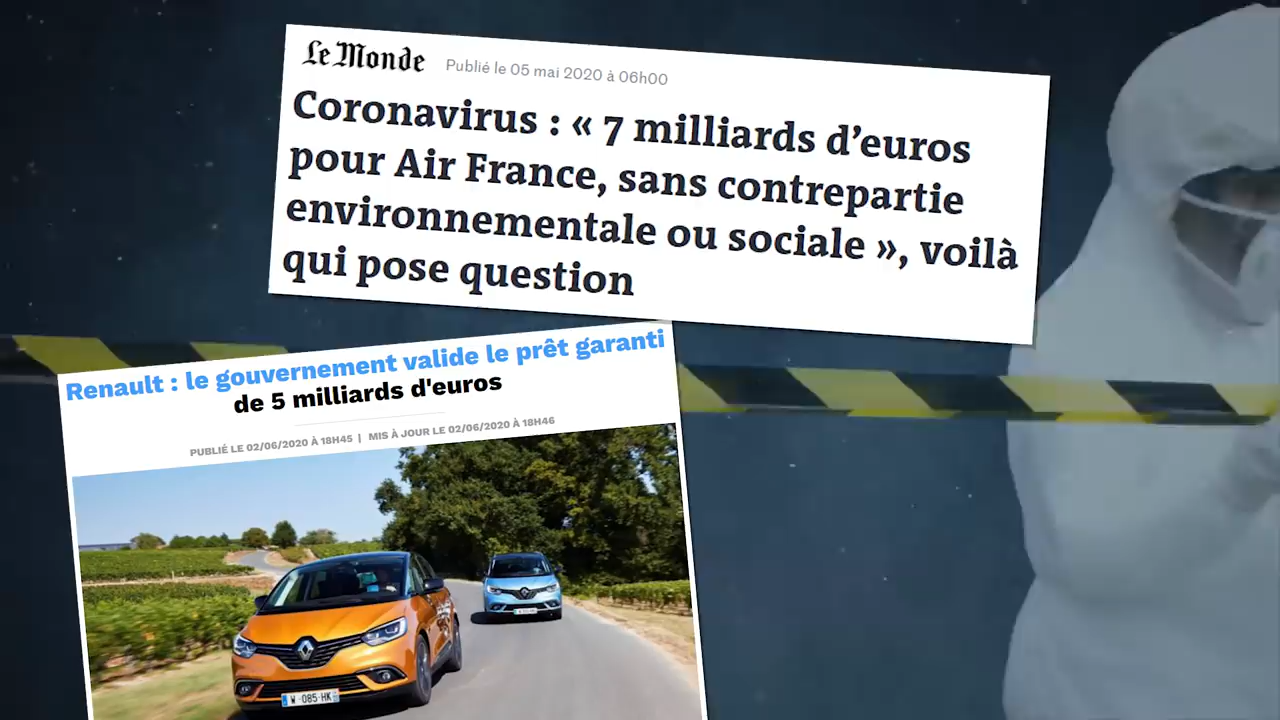 Le Monde Publié le 05 mai 2020 à 06h00
Coronavirus : « 7 milliards d’euros
pour Air France, sans contrepartie
environnementale ou sociale », voilà
qui pose question
Renault : le gouvernement valide le prêt garanti
de 5 milliards d'euros
PUBLIÉ LE 02/06/2020 À 18H45 | MIS À JOUR LE 02/06/2020 À 18H46
W-085-HK